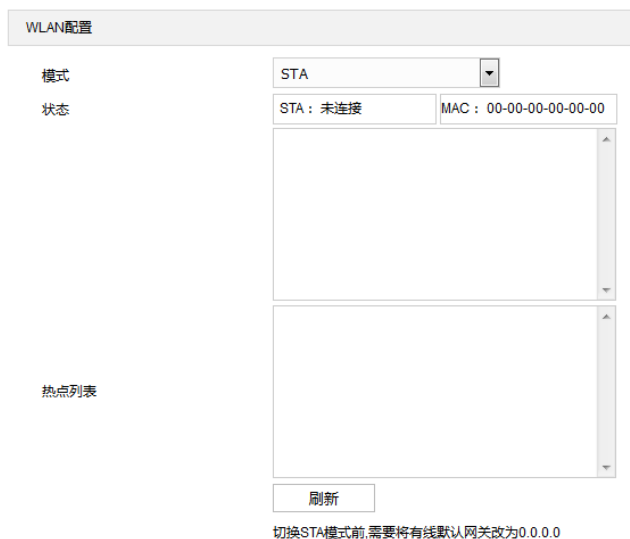 WLAN配置
模式 STA
状态 STA： 未连接 MAC： 00-00-00-00-00-00
热点列表
刷新
切换STA模式前,需要将有线默认网关改为0.0.0.0